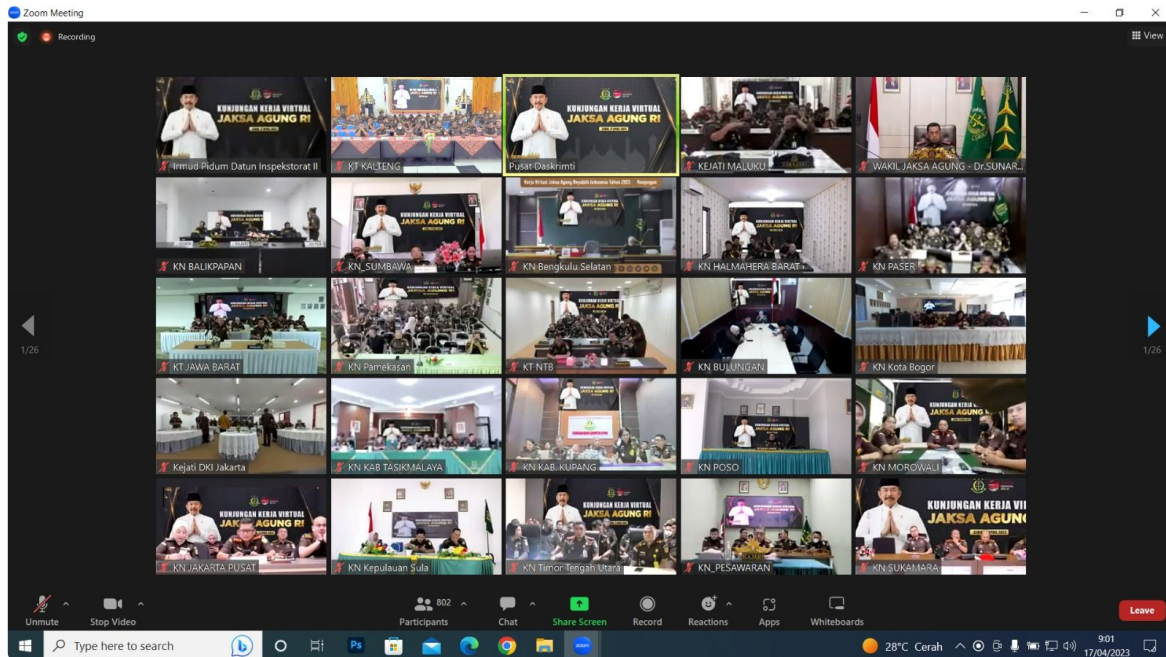 Zoom Meeting
Recording
View
KUNJUNGAN KERJA VIRTUAL
JAKSA AGUNG RI
Irmud Pidum Datun Inspekstorat II
KT KALTENG
KUNJUNGAN KERJA VIRTUAL
JAKSA AGUNG RI
Pusat Daskrimti
KEJATI MALUKU
WAKIL JAKSA AGUNG - Dr.SUNAR...
KN BALIKPAPAN
KUNJUNGAN KERJA VIRTUAL
JAKSA AGUNG RI
KN_SUMBAWA
KN Bengkulu Selatan
KN HALMAHERA BARAT
JAKSA AGUNG RI
KN PASER
1/26
KT JAWA BARAT
KN Pamekasan
KT NTB
KN BULUNGAN
KN Kota Bogor
1/26
Kejati DKI Jakarta
KN KAB TASIKMALAYA
KN KAB. KUPANG
KN POSO
JAKSA AGUNG
KN MOROWALI
KUNJUNGAN KERJA VIRTUAL
JAKSA AGUNG RI
KN JAKARTA PUSAT
KN Kepulauan Sula
KUNJUNGAN KERJA VIRTUAL
JAKSA AGUNG RI
KN Timor Tengah Utara
KN_PESAWARAN
KUNJUNGAN KERJA VI
JAKSA AGUN
KN SUKAMARA
Unmute
Stop Video
802
Participants
Chat
Share Screen
Record
Reactions
Apps
Whiteboards
Leave
Type here to search
Ps
zoom
28°C Cerah
9:01
17/04/2023